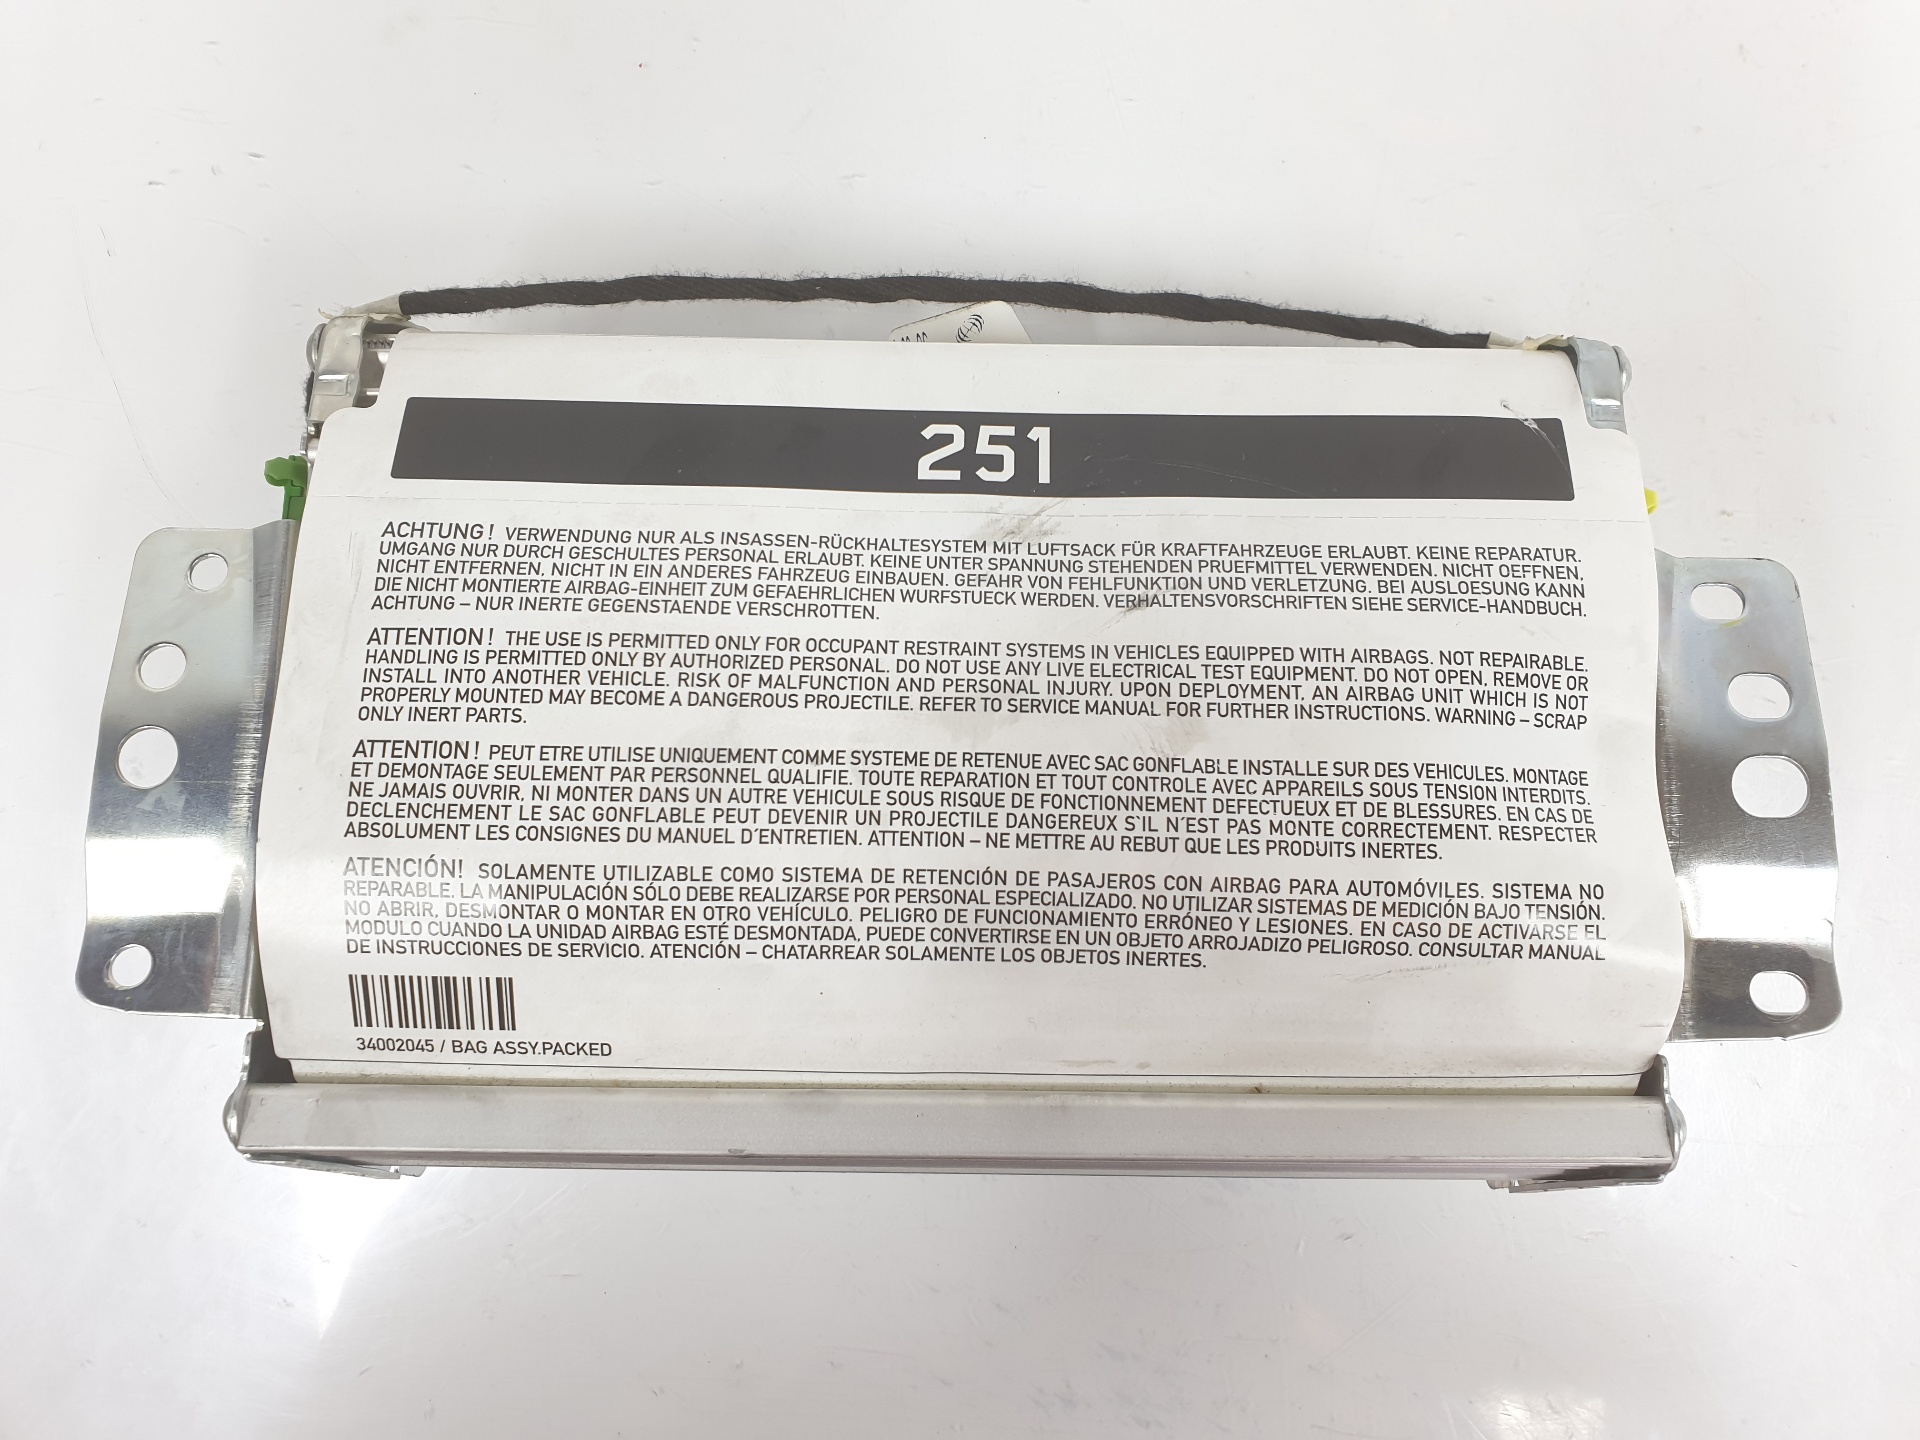 251
ACHTUNG! VERWENDUNG NUR ALS INSASSEN-RÜCKHALTESYSTEM MIT LUFTSACK FÜR KRAFTFAHRZEUGE ERLAUBT. KEINE REPARATUR.
UMGANG NUR DURCH GESCHULTES PERSONAL ERLAUBT. KEINE UNTER SPANNUNG STEHENDEN PRUEFMITTEL VERWENDEN. NICHT OEFFNEN,
NICHT ENTFERNEN, NICHT IN EIN ANDERES FAHRZEUG EINBAUEN. GEFAHR VON FEHLFUNKTION UND VERLETZUNG. BEI AUSLOESUNG KANN
DIE NICHT MONTIERTE AIRBAG-EINHEIT ZUM GEFAEHRLICHEN WURFSTUECK WERDEN. VERHALTENSVORSCHRIFTEN SIEHE SERVICE-HANDBUCH.
ACHTUNG – NUR INERTE GEGENSTAENDE VERSCHROTTEN.
ATTENTION! THE USE IS PERMITTED ONLY FOR OCCUPANT RESTRAINT SYSTEMS IN VEHICLES EQUIPPED WITH AIRBAGS. NOT REPAIRABLE.
HANDLING IS PERMITTED ONLY BY AUTHORIZED PERSONAL. DO NOT USE ANY LIVE ELECTRICAL TEST EQUIPMENT. DO NOT OPEN, REMOVE OR
INSTALL INTO ANOTHER VEHICLE. RISK OF MALFUNCTION AND PERSONAL INJURY. UPON DEPLOYMENT, AN AIRBAG UNIT WHICH IS NOT
PROPERLY MOUNTED MAY BECOME A DANGEROUS PROJECTILE. REFER TO SERVICE MANUAL FOR FURTHER INSTRUCTIONS. WARNING – SCRAP
ONLY INERT PARTS.
ATTENTION! PEUT ETRE UTILISE UNIQUEMENT COMME SYSTEME DE RETENUE AVEC SAC GONFLABLE INSTALLE SUR DES VEHICULES. MONTAGE
ET DEMONTAGE SEULEMENT PAR PERSONNEL QUALIFIE. TOUTE REPARATION ET TOUT CONTROLE AVEC APPAREILS SOUS TENSION INTERDITS.
NE JAMAIS OUVRIR, NI MONTER DANS UN AUTRE VEHICULE SOUS RISQUE DE FONCTIONNEMENT DEFECTUEUX ET DE BLESSURES. EN CAS DE
DECLENCHEMENT LE SAC GONFLABLE PEUT DEVENIR UN PROJECTILE DANGEREUX S`IL N´EST PAS MONTE CORRECTEMENT. RESPECTER
ABSOLUMENT LES CONSIGNES DU MANUEL D´ENTRETIEN. ATTENTION – NE METTRE AU REBUT QUE LES PRODUITS INERTES.
ATENCIÓN! SOLAMENTE UTILIZABLE COMO SISTEMA DE RETENCIÓN DE PASAJEROS CON AIRBAG PARA AUTOMÓVILES. SISTEMA NO
REPARABLE. LA MANIPULACIÓN SÓLO DEBE REALIZARSE POR PERSONAL ESPECIALIZADO. NO UTILIZAR SISTEMAS DE MEDICIÓN BAJO TENSIÓN.
NO ABRIR, DESMONTAR O MONTAR EN OTRO VEHÍCULO. PELIGRO DE FUNCIONAMIENTO ERRÓNEO Y LESIONES. EN CASO DE ACTIVARSE EL
MODULO CUANDO LA UNIDAD AIRBAG ESTÉ DESMONTADA, PUEDE CONVERTIRSE EN UN OBJETO ARROJADIZO PELIGROSO. CONSULTAR MANUAL
DE INSTRUCCIONES DE SERVICIO. ATENCIÓN – CHATARREAR SOLAMENTE LOS OBJETOS INERTES.
34002045 / BAG ASSY.PACKED